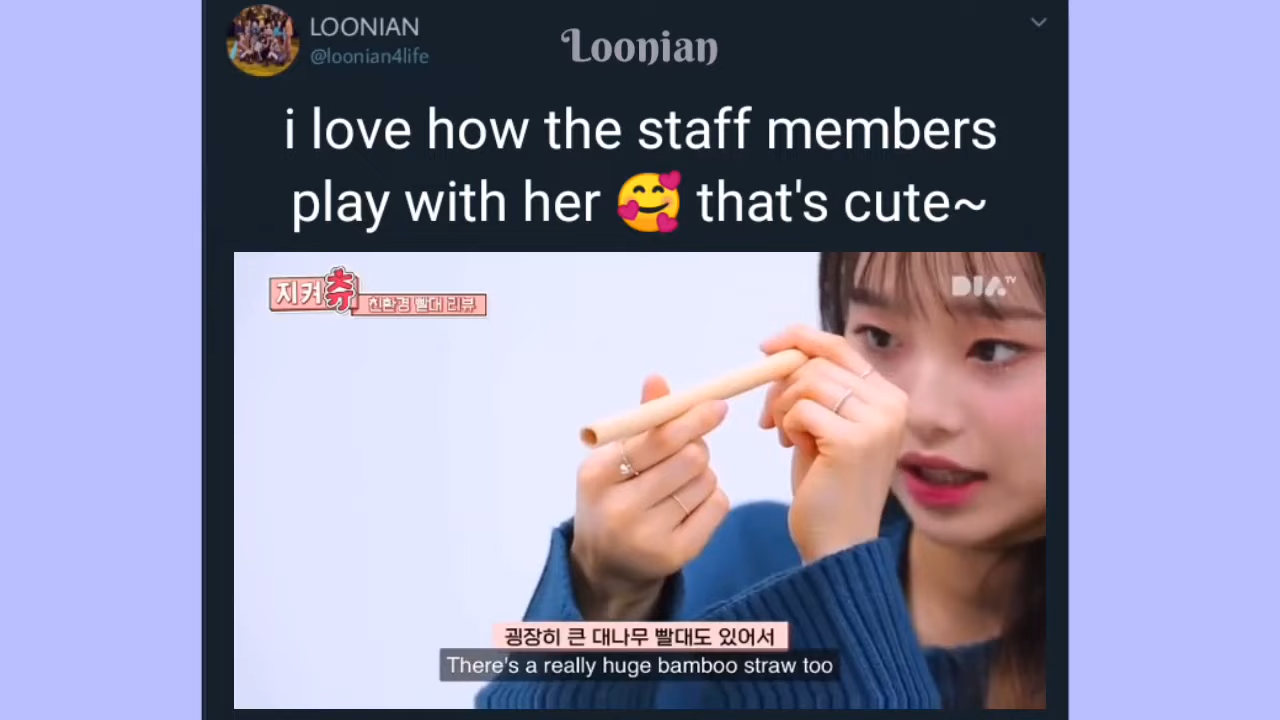 LOONIAN
@loonian4life
Loonian
i love how the staff members
play with her 🥰 that's cute~
지켜츄
친환경 빨대 리뷰
DIA TV
굉장히 큰 대나무 빨대도 있어서
There's a really huge bamboo straw too